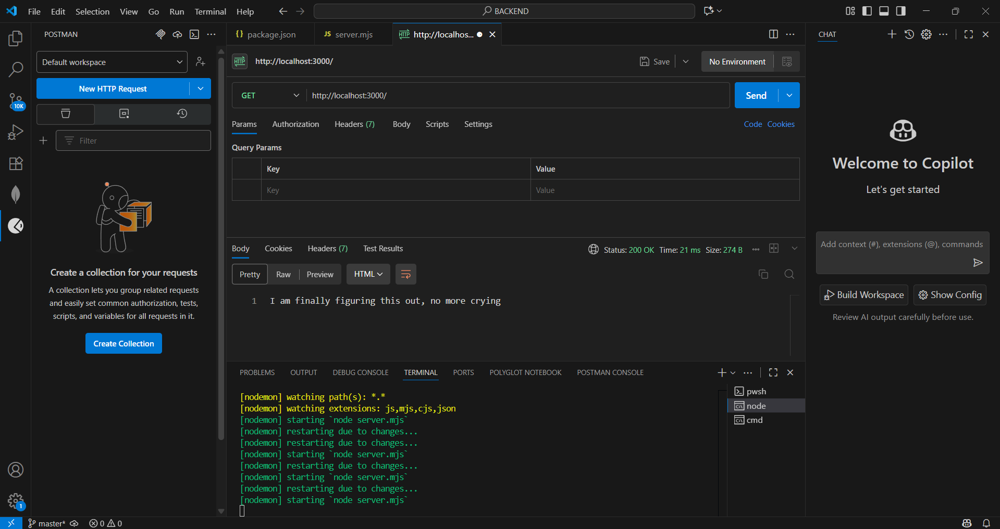 File Edit Selection View Go Run Terminal Help
BACKEND
POSTMAN
Default workspace
New HTTP Request
Filter
Create a collection for your requests
A collection lets you group related requests
and easily set common authorization, tests,
scripts, and variables for all requests in it.
Create Collection
10K
1
{} package.json
JS server.mjs
HTTP http://localhos...
HTTP http://localhost:3000/
Save
No Environment
GET
http://localhost:3000/
Send
Params Authorization Headers (7) Body Scripts Settings
Code Cookies
Query Params
Key Value
Key Value
Body Cookies Headers (7) Test Results
Status: 200 OK Time: 21 ms Size: 274 B
Pretty Raw Preview HTML
1 I am finally figuring this out, no more crying
PROBLEMS OUTPUT DEBUG CONSOLE TERMINAL PORTS POLYGLOT NOTEBOOK POSTMAN CONSOLE
[nodemon] watching path(s): *.*
[nodemon] watching extensions: js,mjs,cjs,json
[nodemon] starting `node server.mjs`
[nodemon] restarting due to changes...
[nodemon] restarting due to changes...
[nodemon] starting `node server.mjs`
[nodemon] restarting due to changes...
[nodemon] starting `node server.mjs`
[nodemon] restarting due to changes...
[nodemon] starting `node server.mjs`
pwsh
node
cmd
CHAT
Welcome to Copilot
Let's get started
Add context (#), extensions (@), commands
Build Workspace
Show Config
Review AI output carefully before use.
master*
0 0